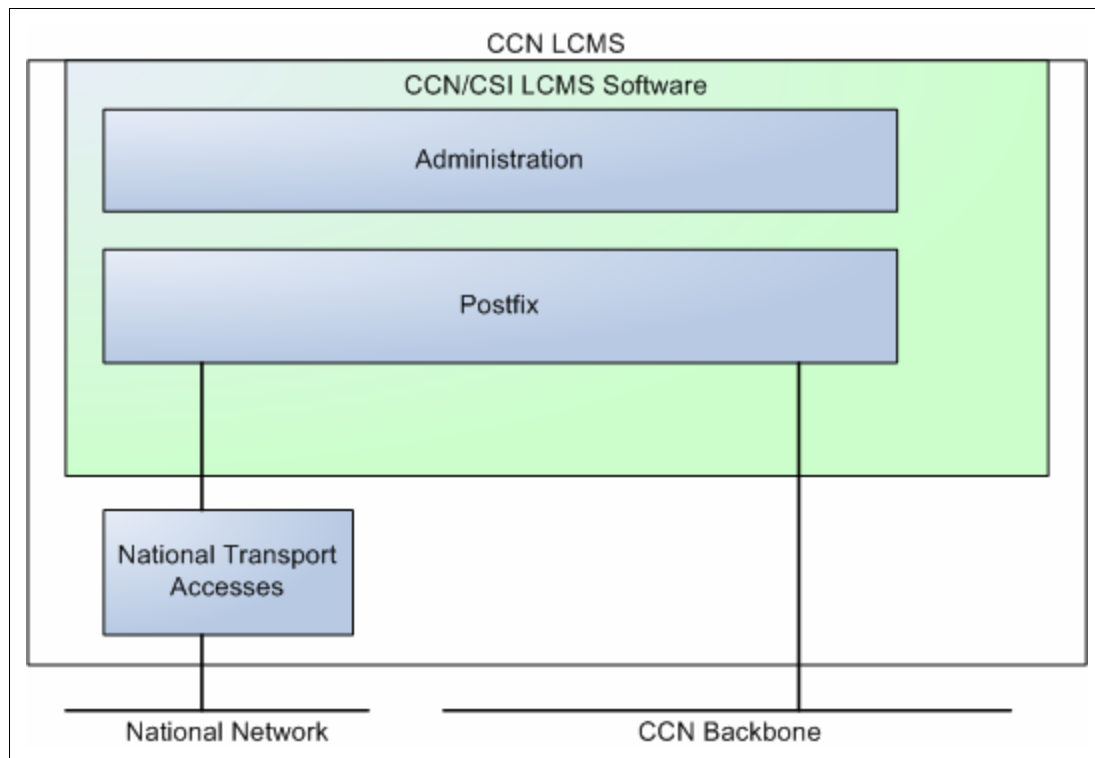 CCN LCMS
CCN/CSI LCMS Software
Administration
Postfix
National Transport
Accesses
National Network
CCN Backbone